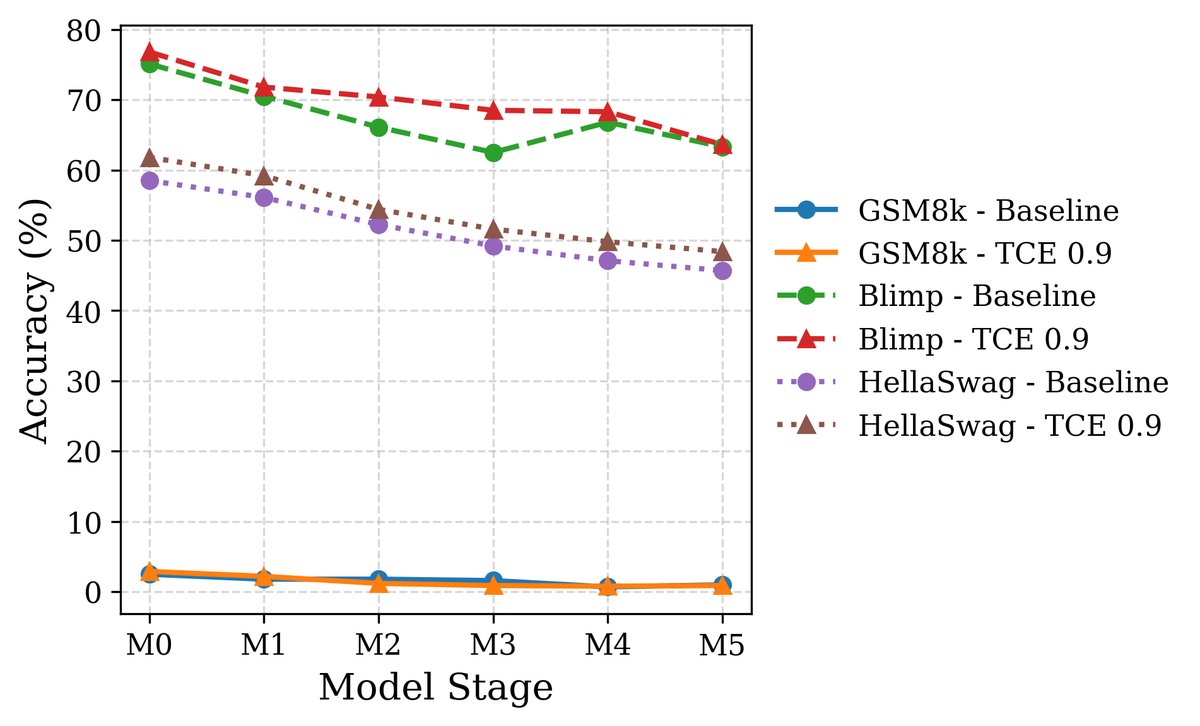 Accuracy (%)
80
70
60
50
40
30
20
10
0
M0 M1 M2 M3 M4 M5
Model Stage
GSM8k - Baseline
GSM8k - TCE 0.9
Blimp - Baseline
Blimp - TCE 0.9
HellaSwag - Baseline
HellaSwag - TCE 0.9